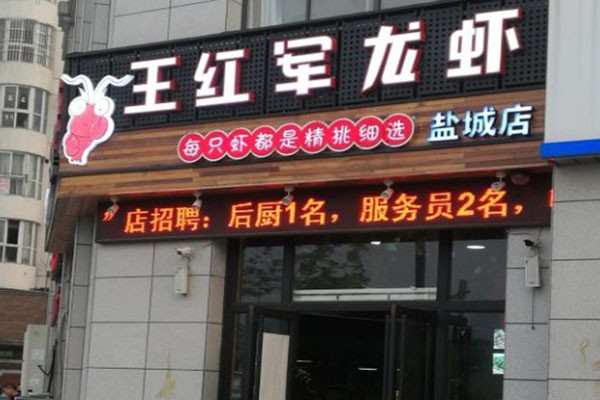 王红军龙虾
每只虾都是精挑细选 盐城店
”店招聘：后厨1名，服务员2名，